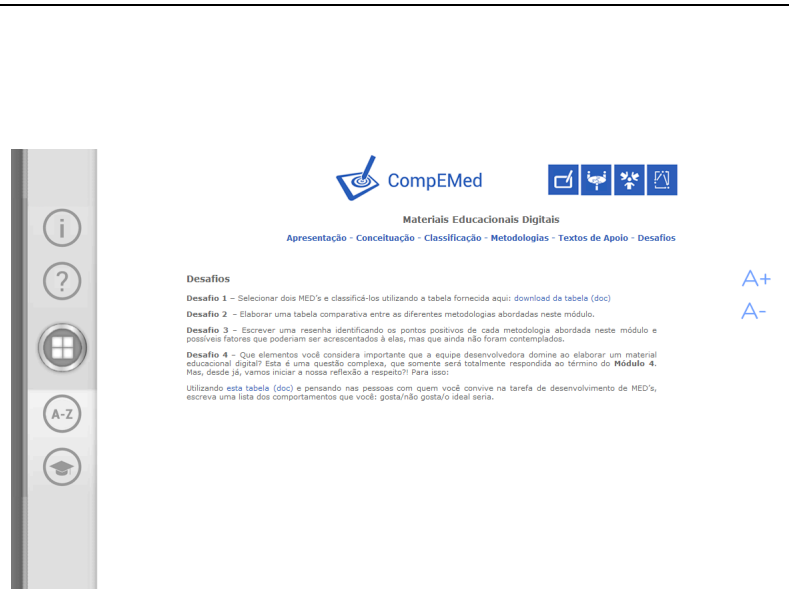 CompEMed
Materiais Educacionais Digitais
Apresentação - Conceituação - Classificação - Metodologias - Textos de Apoio - Desafios
i
?
A-Z
A+
A-
Desafios
Desafio 1 – Selecionar dois MED's e classificá-los utilizando a tabela fornecida aqui: download da tabela (doc)
Desafio 2 – Elaborar uma tabela comparativa entre as diferentes metodologias abordadas neste módulo.
Desafio 3 – Escrever uma resenha identificando os pontos positivos de cada metodologia abordada neste módulo e
possíveis fatores que poderiam ser acrescentados à elas, mas que ainda não foram contemplados.
Desafio 4 – Que elementos você considera importante que a equipe desenvolvedora domine ao elaborar um material
educacional digital? Esta é uma questão complexa, que somente será totalmente respondida ao término do Módulo 4.
Mas, desde já, vamos iniciar a nossa reflexão a respeito?! Para isso:
Utilizando esta tabela (doc) e pensando nas pessoas com quem você convive na tarefa de desenvolvimento de MED's,
escreva uma lista dos comportamentos que você: gosta/não gosta/o ideal seria.